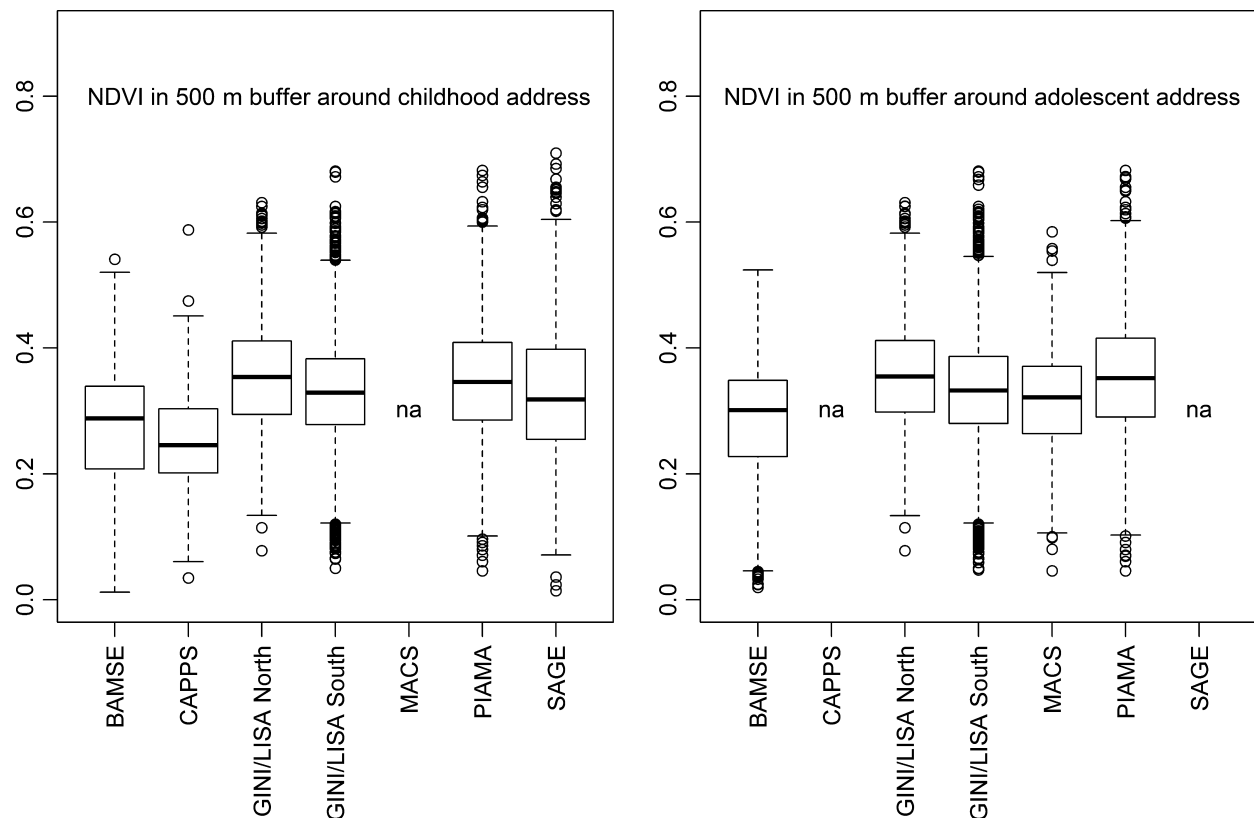 NDVI in 500 m buffer around childhood address
0.8
0.6
0.4
0.2
0.0
na
BAMSE
CAPPS
GINI/LISA North
GINI/LISA South
MACS
PIAMA
SAGE
NDVI in 500 m buffer around adolescent address
0.8
0.6
0.4
0.2
0.0
na
na
BAMSE
CAPPS
GINI/LISA North
GINI/LISA South
MACS
PIAMA
SAGE